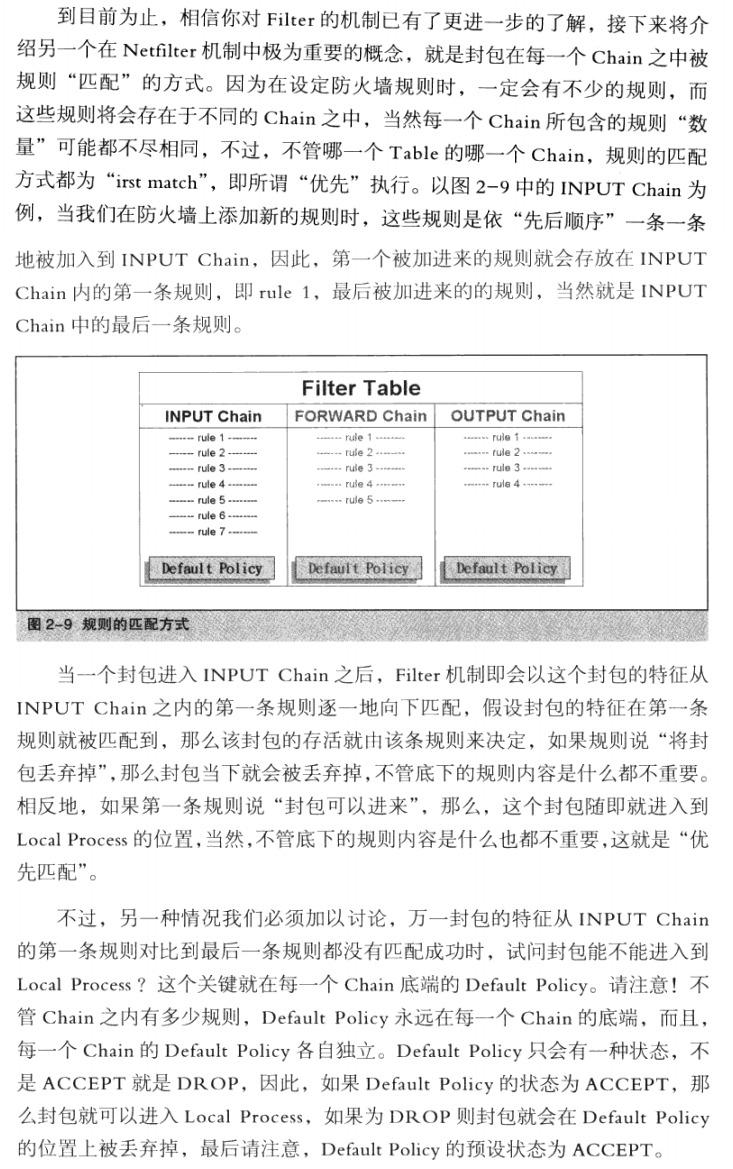 到目前为止，相信你对 Filter 的机制已有了更进一步的了解，接下来将介
绍另一个在 Netfilter 机制中极为重要的概念，就是封包在每一个 Chain 之中被
规则“匹配”的方式。因为在设定防火墙规则时，一定会有不少的规则，而
这些规则将会存在于不同的 Chain 之中，当然每一个 Chain 所包含的规则“数
量”可能都不尽相同，不过，不管哪一个 Table 的哪一个 Chain，规则的匹配
方式都为“irst match”，即所谓“优先”执行。以图 2-9 中的 INPUT Chain 为
例，当我们在防火墙上添加新的规则时，这些规则是依“先后顺序”一条一条
地被加入到 INPUT Chain，因此，第一个被加进来的规则就会存放在 INPUT
Chain 内的第一条规则，即 rule 1，最后被加进来的的规则，当然就是 INPUT
Chain 中的最后一条规则。
Filter Table
INPUT Chain FORWARD Chain OUTPUT Chain
------- rule 1 -------- ------- rule 1 -------- ------- rule 1 --------
------- rule 2 -------- ------- rule 2 -------- ------- rule 2 --------
------- rule 3 -------- ------- rule 3 -------- ------- rule 3 --------
------- rule 4 -------- ------- rule 4 -------- ------- rule 4 --------
------- rule 5 -------- ------- rule 5 --------
------- rule 6 --------
------- rule 7 --------
Default Policy Default Policy Default Policy
图 2-9 规则的匹配方式
当一个封包进入 INPUT Chain 之后，Filter 机制即会以这个封包的特征从
INPUT Chain 之内的第一条规则逐一地向下匹配，假设封包的特征在第一条
规则就被匹配到，那么该封包的存活就由该条规则来决定，如果规则说“将封
包丢弃掉”，那么封包当下就会被丢弃掉，不管底下的规则内容是什么都不重要。
相反地，如果第一条规则说“封包可以进来”，那么，这个封包随即就进入到
Local Process 的位置，当然，不管底下的规则内容是什么也都不重要，这就是“优
先匹配”。
不过，另一种情况我们必须加以讨论，万一封包的特征从 INPUT Chain
的第一条规则对比到最后一条规则都没有匹配成功时，试问封包能不能进入到
Local Process？这个关键就在每一个 Chain 底端的 Default Policy。请注意！不
管 Chain 之内有多少规则，Default Policy 永远在每一个 Chain 的底端，而且，
每一个 Chain 的 Default Policy 各自独立。Default Policy 只会有一种状态，不
是 ACCEPT 就是 DROP，因此，如果 Default Policy 的状态为 ACCEPT，那
么封包就可以进入 Local Process，如果为 DROP 则封包就会在 Default Policy
的位置上被丢弃掉，最后请注意，Default Policy 的预设状态为 ACCEPT。